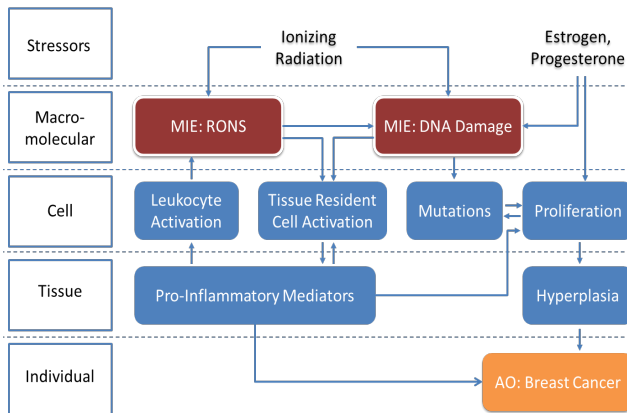 Stressors
Ionizing
Radiation
Estrogen,
Progesterone
Macro-
molecular
MIE: RONS
MIE: DNA Damage
Cell
Leukocyte
Activation
Tissue Resident
Cell Activation
Mutations
Proliferation
Tissue
Pro-Inflammatory Mediators
Hyperplasia
Individual
AO: Breast Cancer